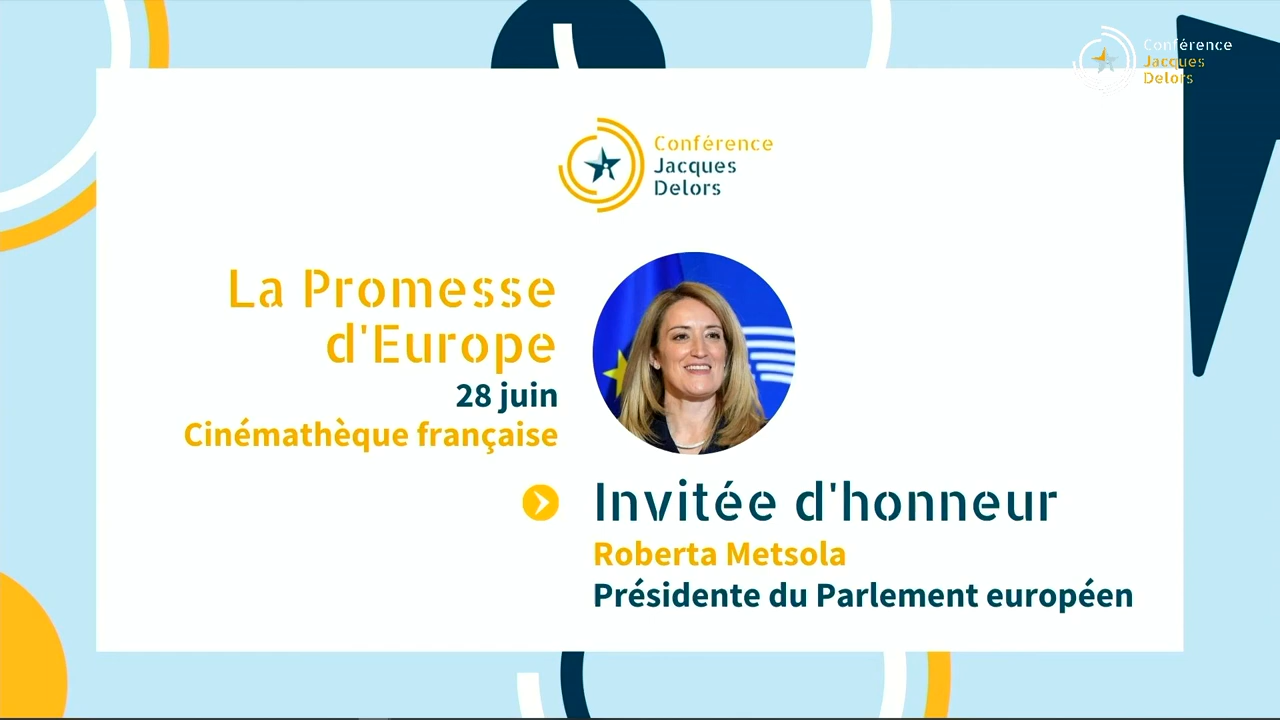 Conférence
Jacques
Delors
Conférence
Jacques
Delors
La Promesse
d'Europe
28 juin
Cinémathèque française
Invitée d'honneur
Roberta Metsola
Présidente du Parlement européen